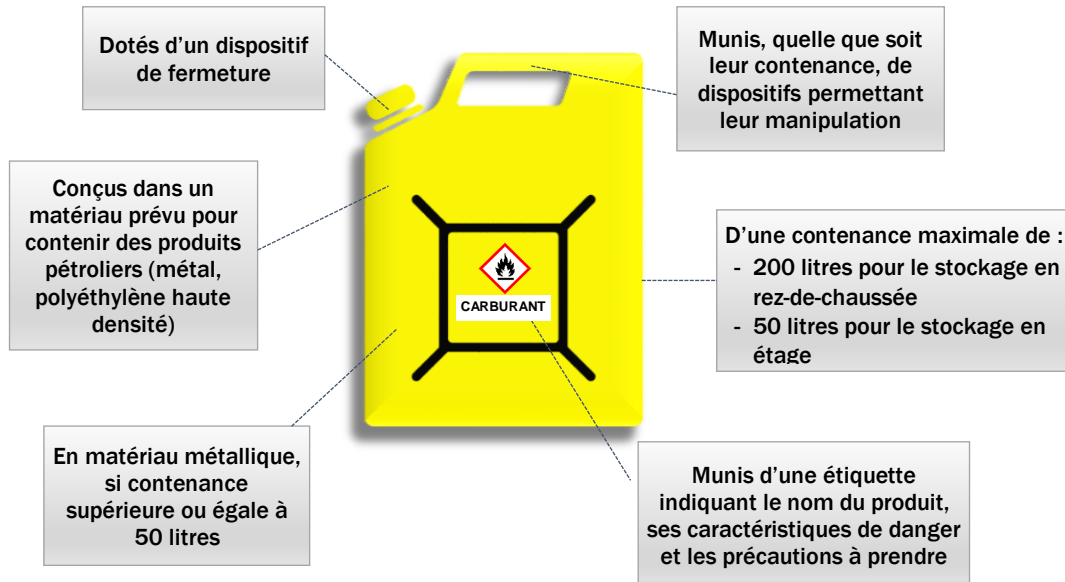 Dotés d'un dispositif
de fermeture
Munis, quelle que soit
leur contenance, de
dispositifs permettant
leur manipulation
Conçus dans un
matériau prévu pour
contenir des produits
pétroliers (métal,
polyéthylène haute
densité)
D'une contenance maximale de :
- 200 litres pour le stockage en
rez-de-chaussée
- 50 litres pour le stockage en
étage
CARBURANT
En matériau métallique,
si contenance
supérieure ou égale à
50 litres
Munis d'une étiquette
indiquant le nom du produit,
ses caractéristiques de danger
et les précautions à prendre